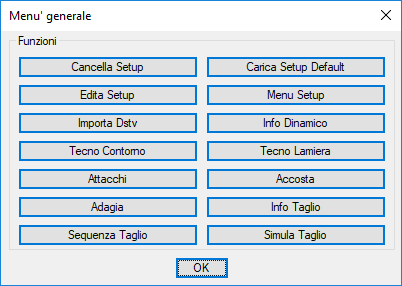 Menu' generale
Funzioni
Cancella Setup
Carica Setup Default
Edita Setup
Menu Setup
Importa Dstv
Info Dinamico
Tecno Contorno
Tecno Lamiera
Attacchi
Accosta
Adagia
Info Taglio
Sequenza Taglio
Simula Taglio
OK